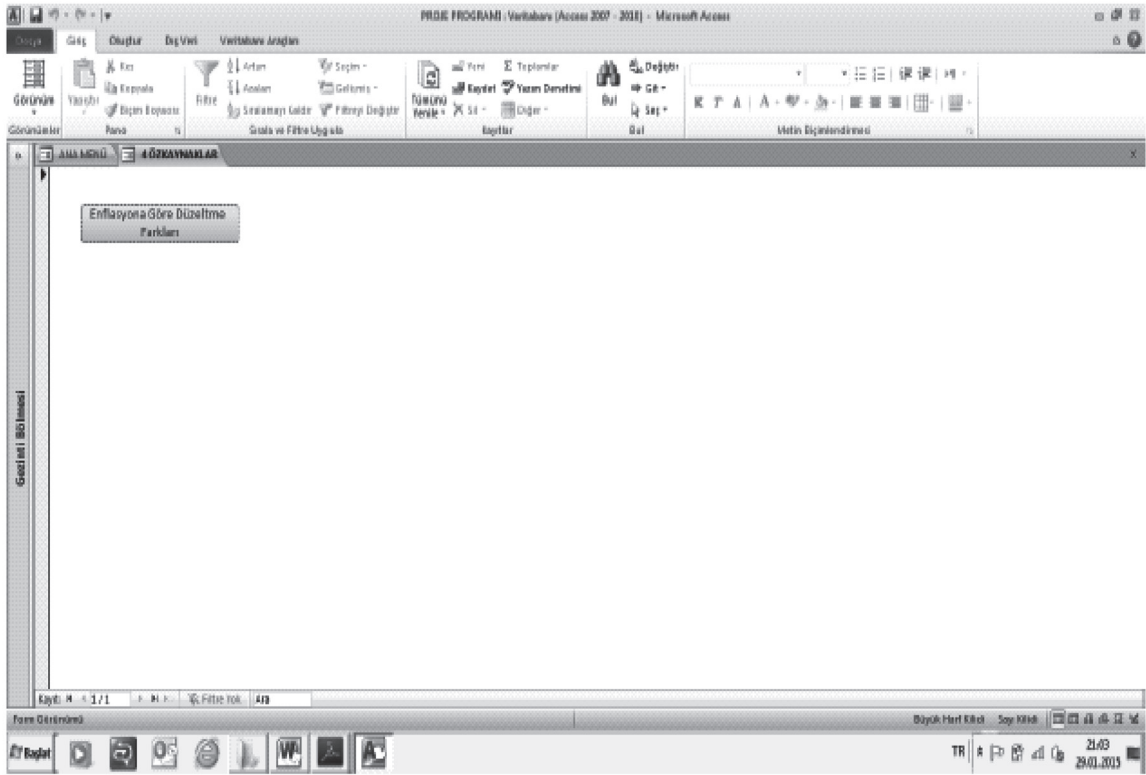 PROJE PROGRAMI : Veritabanı (Access 2007 - 2010) - Microsoft Access
Dosya Giriş Oluştur Dış Veri Veritabanı Araçları
Görünüm
Yapıştır
Kes
Kopyala
Biçim Boyacısı
Filtre
Artan
Azalan
Sıralamayı Kaldır
Seçim
Gelişmiş
Filtreyi Değiştir
Tümünü Yenile
Yeni
Kaydet
Sil
Σ Toplamlar
Yazım Denetimi
Diğer
Bul
Değiştir
Git
Seç
K T A A
Görünümler Pano Sırala ve Filtre Uygula Kayıtlar Bul Metin Biçimlendirmesi
ANA MENÜ 4 ÖZKAYNAKLAR
Enflasyona Göre Düzeltme
Farkları
Gezinti Bölmesi
Kayıt: 1 / 1 Filtre Yok Ara
Form Görünümü Büyük Harf Kilidi Sayı Kilidi
Başlat TR 21:03
29.01.2015